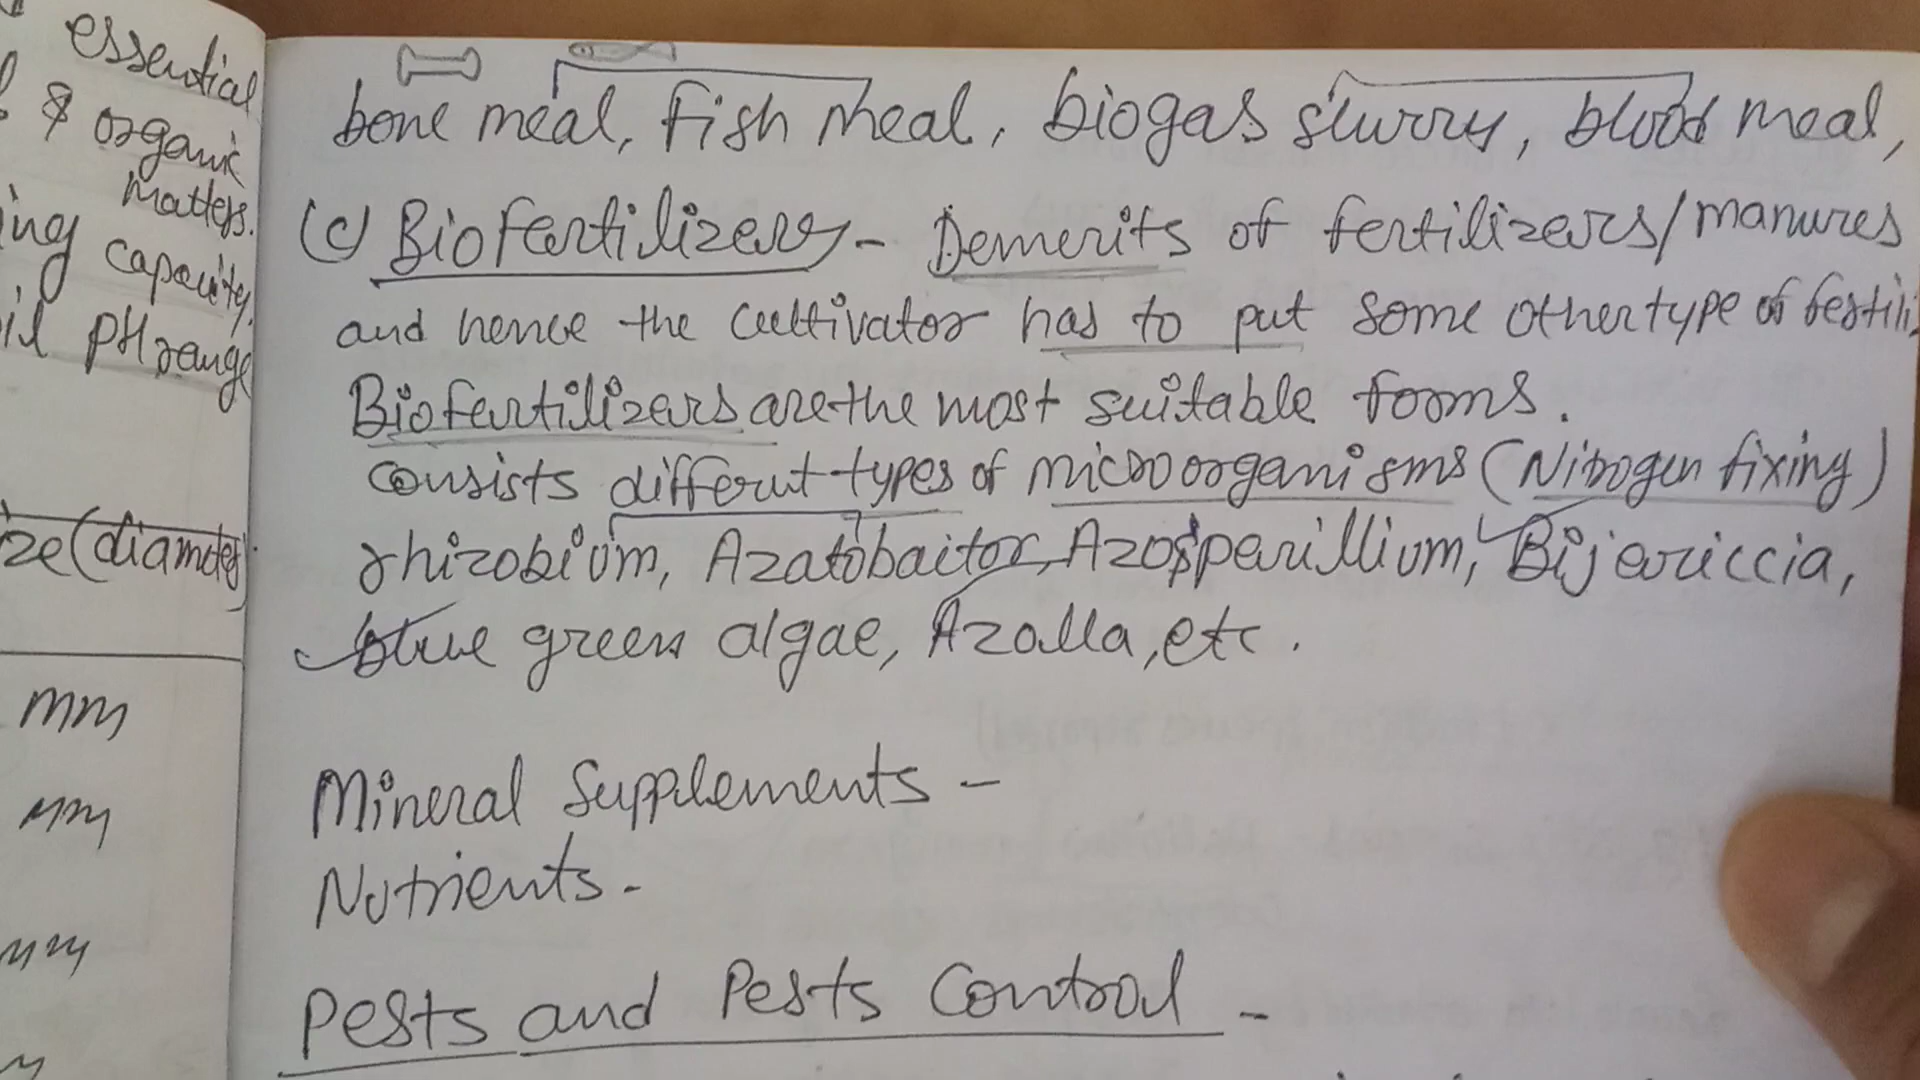 essential
& organic
matters.
ing capacity.
il pH range
ze (diameter)
mm
mm
mm
bone meal, fish meal, biogas slurry, blood meal,
(c) Biofertilizers - Demerits of fertilizers/manures
and hence the cultivator has to put some other type of fertili
Biofertilizers are the most suitable forms.
consists different types of microorganisms (Nitrogen fixing)
rhizobium, Azatobaitor, Azosparillium, Bijericcia,
blue green algae, Azolla, etc.
Mineral Supplements -
Nutrients -
Pests and Pests Control -